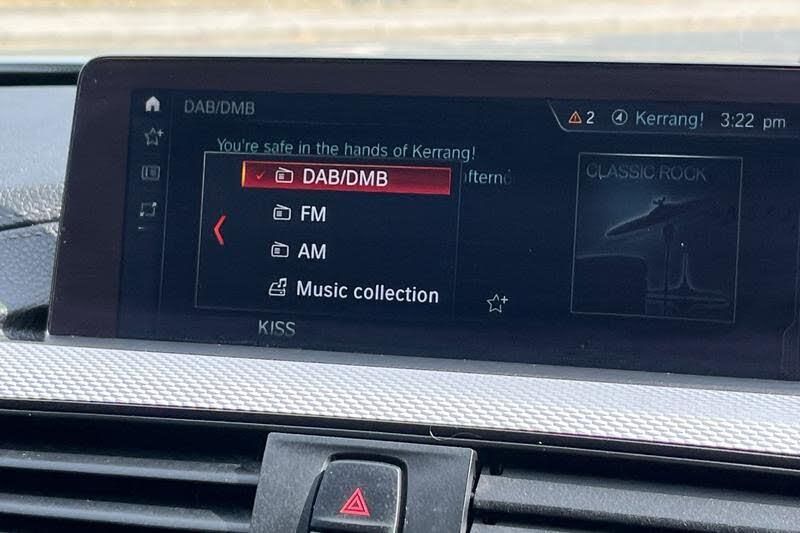 DAB/DMB
2 Kerrang! 3:22 pm
You're safe in the hands of Kerrang!
DAB/DMB
FM
AM
Music collection
KISS
CLASSIC ROCK